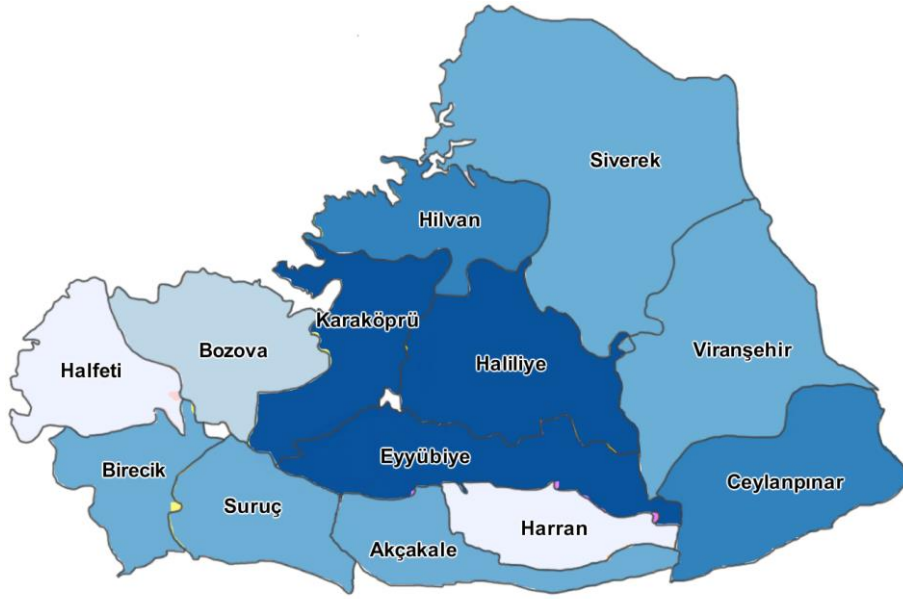 Siverek
Hilvan
Karaköprü
Bozova
Viranşehir
Haliliye
Halfeti
Eyyübiye
Birecik
Ceylanpınar
Suruç
Harran
Akçakale